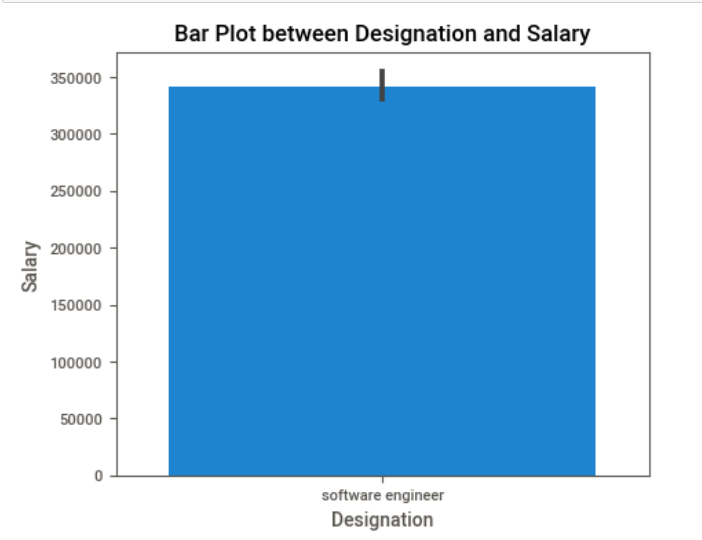 Bar Plot between Designation and Salary
350000
300000
250000
200000
150000
100000
50000
0
Salary
software engineer
Designation